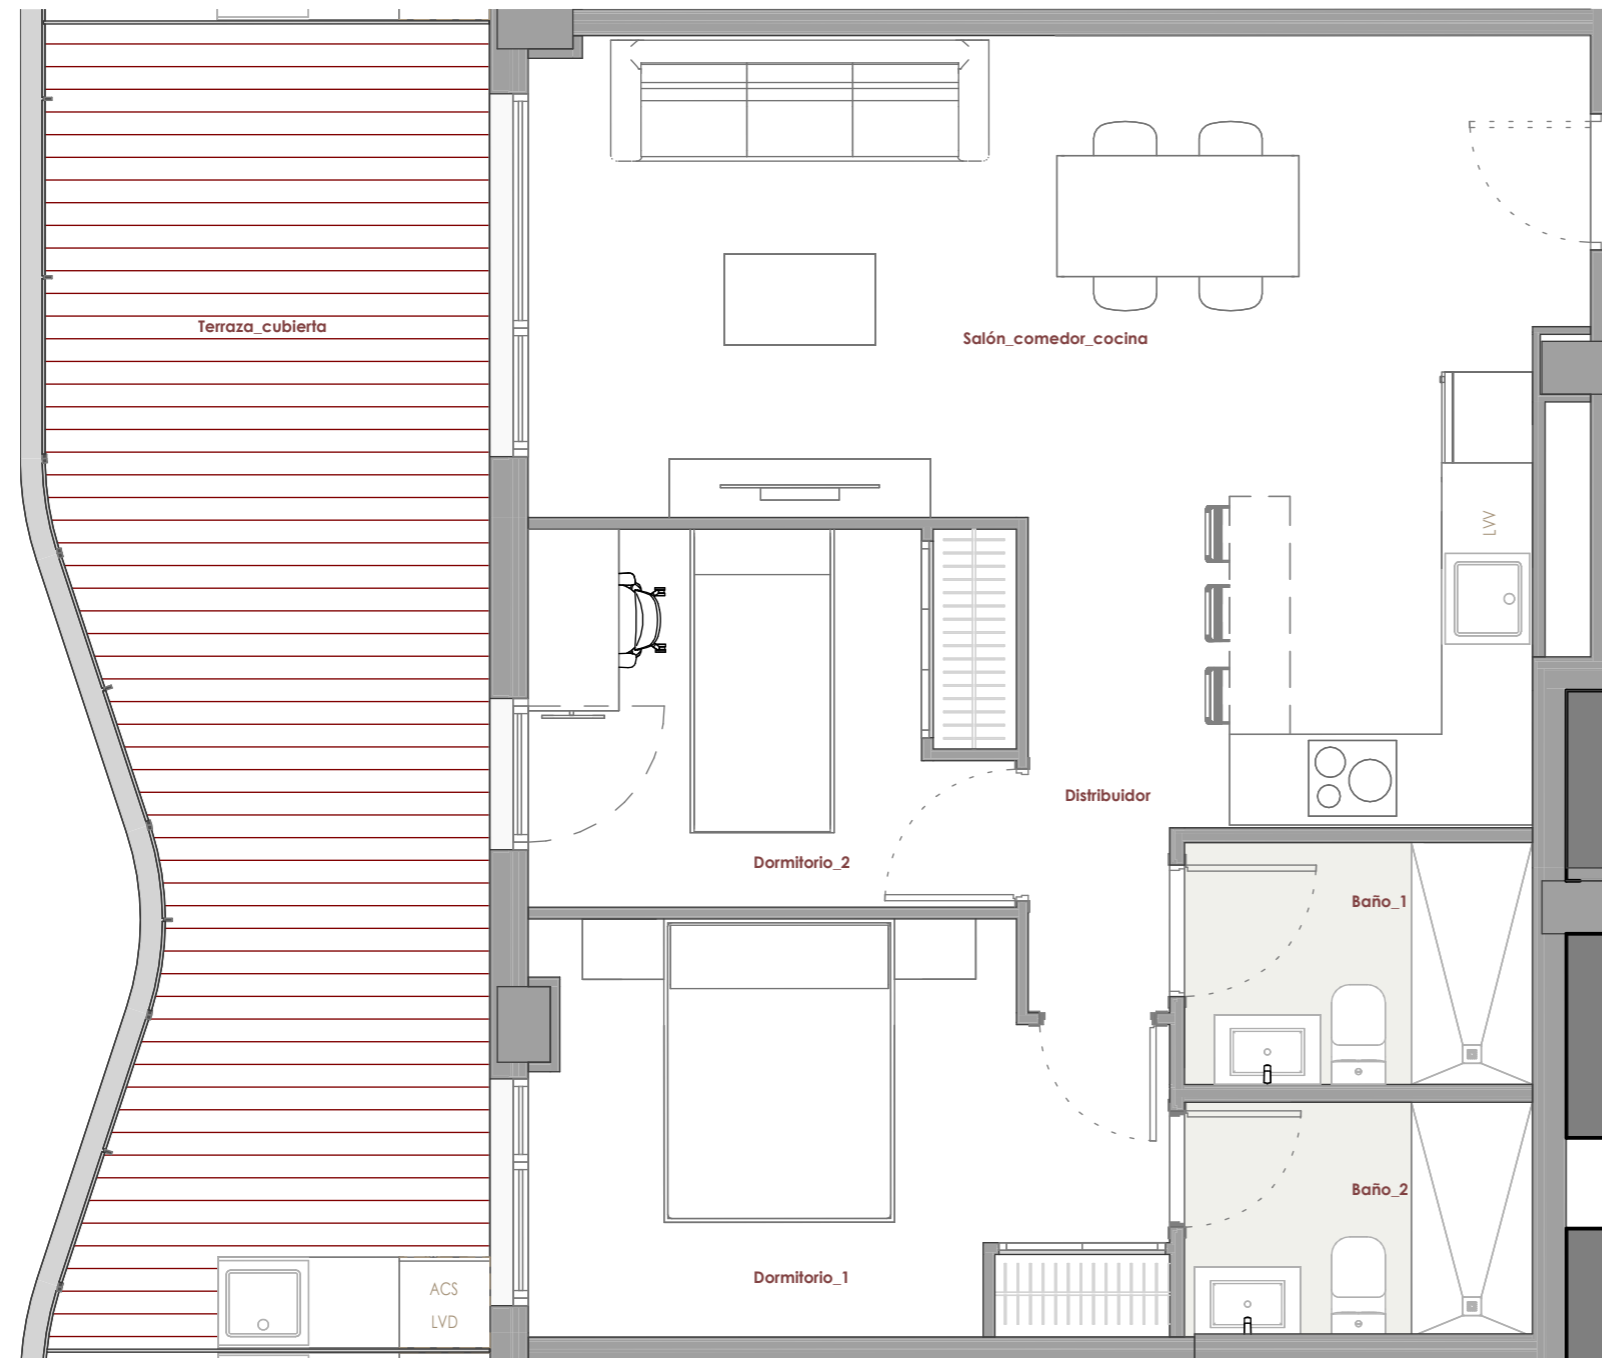 Terraza_cubierta
Salón_comedor_cocina
LVV
Distribuidor
Dormitorio_2
Baño_1
Baño_2
Dormitorio_1
ACS
LVD